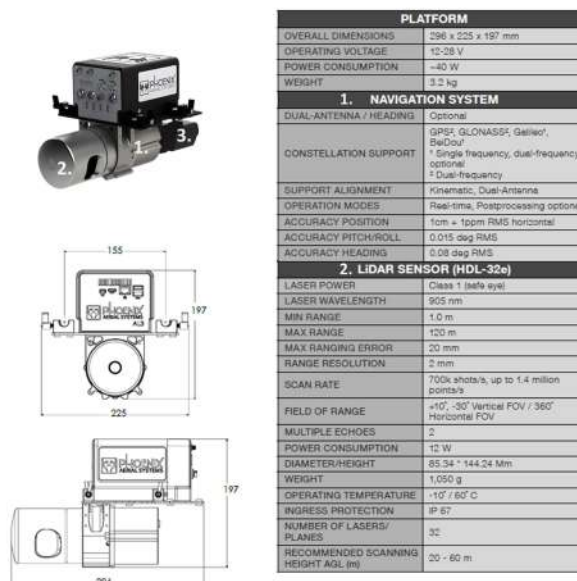 PHOENIX
1.
2.
3.
155
PHOENIX
AERIAL SYSTEMS
AL3
197
225
PHOENIX
AERIAL SYSTEMS
197
PLATFORM
OVERALL DIMENSIONS 296 x 225 x 197 mm
OPERATING VOLTAGE 12-28 V
POWER CONSUMPTION ~40 W
WEIGHT 3.2 kg
1. NAVIGATION SYSTEM
DUAL-ANTENNA / HEADING Optional
CONSTELLATION SUPPORT GPS², GLONASS², Galileo¹,
BeiDou¹
¹ Single frequency, dual-frequency
optional
² Dual-frequency
SUPPORT ALIGNMENT Kinematic, Dual-Antenna
OPERATION MODES Real-time, Postprocessing
ACCURACY POSITION 1cm + 1ppm RMS horizontal
ACCURACY PITCH/ROLL 0.015 deg RMS
ACCURACY HEADING 0.08 deg RMS
2. LiDAR SENSOR (HDL-32e)
LASER POWER Class 1 (safe eye)
LASER WAVELENGTH 905 nm
MIN RANGE 1.0 m
MAX RANGE 120 m
MAX RANGING ERROR 20 mm
RANGE RESOLUTION 2 mm
SCAN RATE 700k shots/s, up to 1.4 million
points/s
FIELD OF RANGE +10°, -30° Vertical FOV / 360°
Horizontal FOV
MULTIPLE ECHOES 2
POWER CONSUMPTION 12 W
DIAMETER/HEIGHT 85.34 * 144.24 Mm
WEIGHT 1,050 g
OPERATING TEMPERATURE -10° / 60° C
INGRESS PROTECTION IP 67
NUMBER OF LASERS/
PLANES 32
RECOMMENDED SCANNING
HEIGHT AGL (m) 20 - 60 m